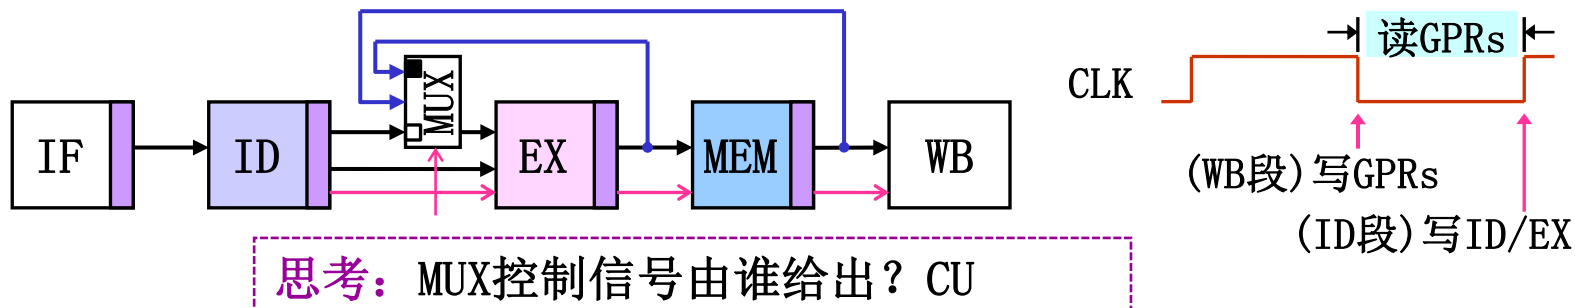 读GPRs
CLK
MUX
IF
ID
EX
MEM
WB
(WB段)写GPRs
(ID段)写ID/EX
思考：MUX控制信号由谁给出？CU